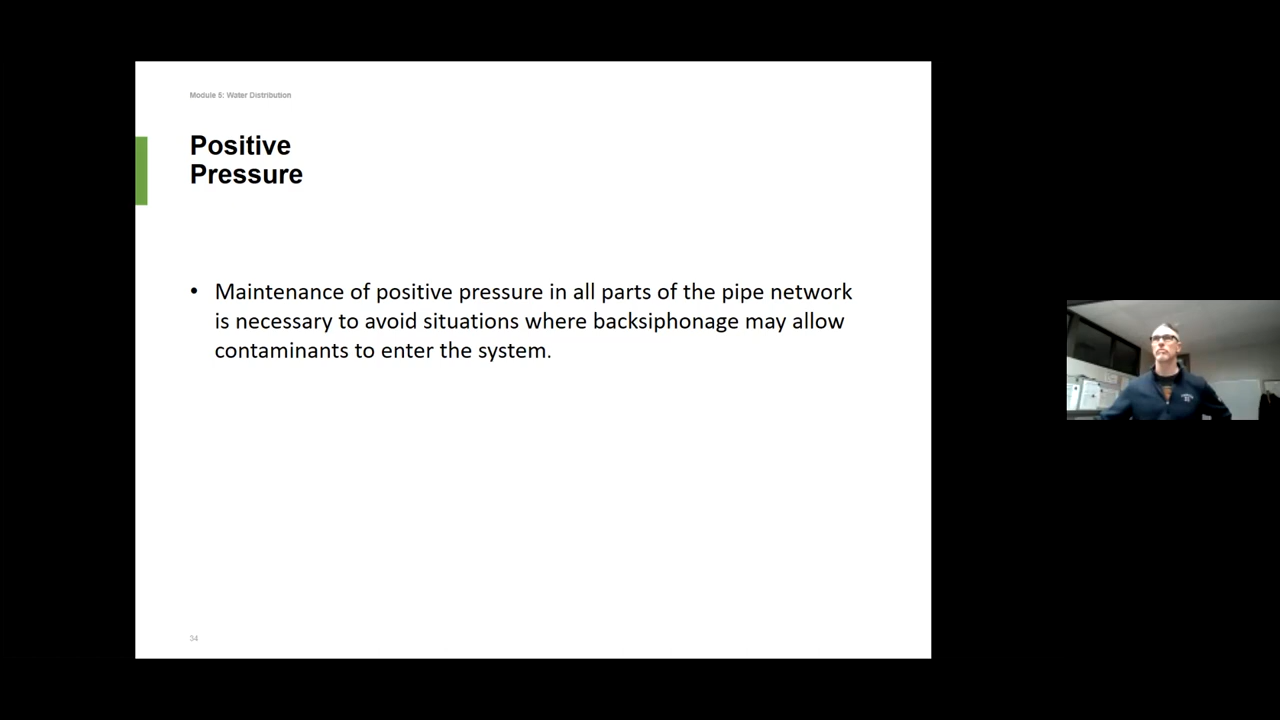 Module 5: Water Distribution
Positive
Pressure
• Maintenance of positive pressure in all parts of the pipe network
is necessary to avoid situations where backsiphonage may allow
contaminants to enter the system.
34